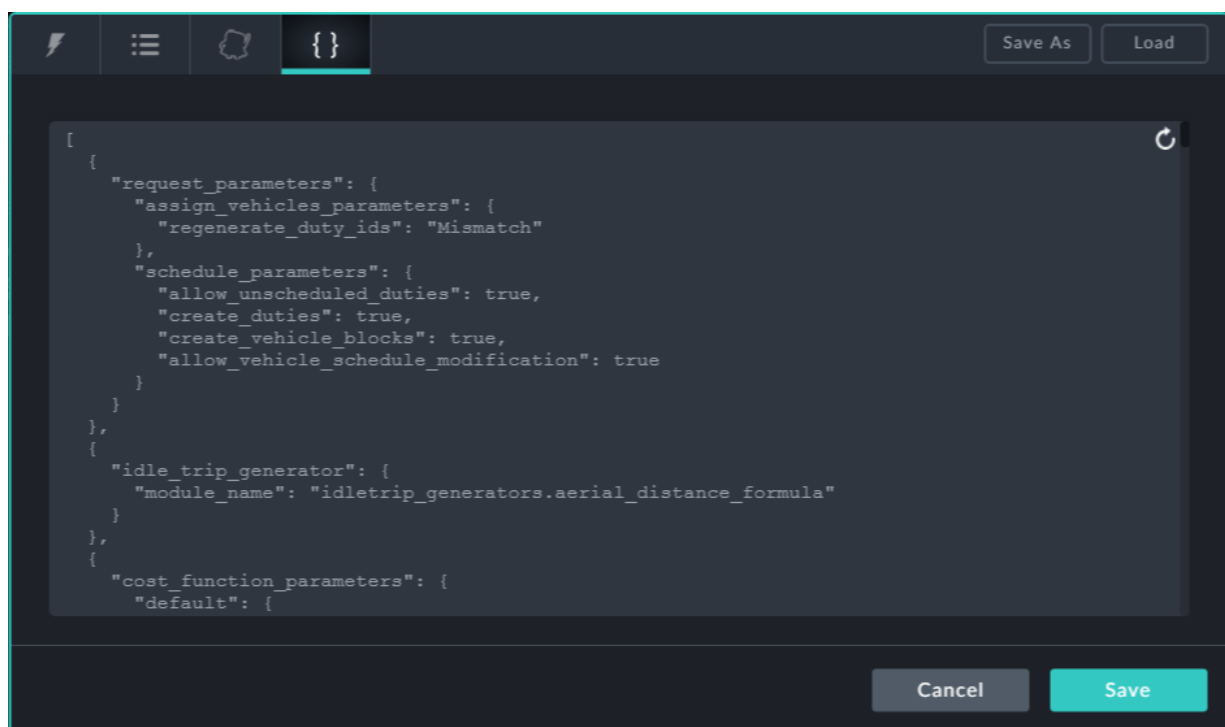 { }
Save As
Load
[
  {
    "request_parameters": {
      "assign_vehicles_parameters": {
        "regenerate_duty_ids": "Mismatch"
      },
      "schedule_parameters": {
        "allow_unscheduled_duties": true,
        "create_duties": true,
        "create_vehicle_blocks": true,
        "allow_vehicle_schedule_modification": true
      }
    }
  },
  {
    "idle_trip_generator": {
      "module_name": "idletrip_generators.aerial_distance_formula"
    }
  },
  {
    "cost_function_parameters": {
      "default": {
Cancel
Save